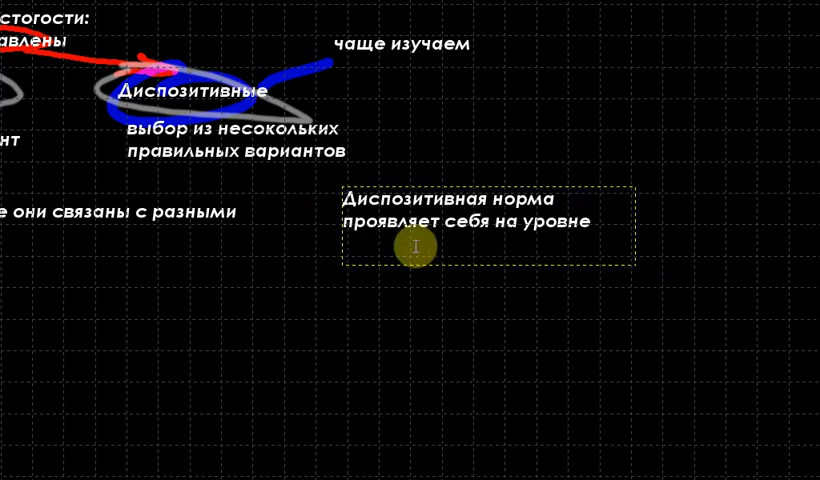 стогости:
авлены
чаще изучаем
Диспозитивные
выбор из несокольких
нт
правильных вариантов
е они связаны с разными
Диспозитивная норма
проявляет себя на уровне